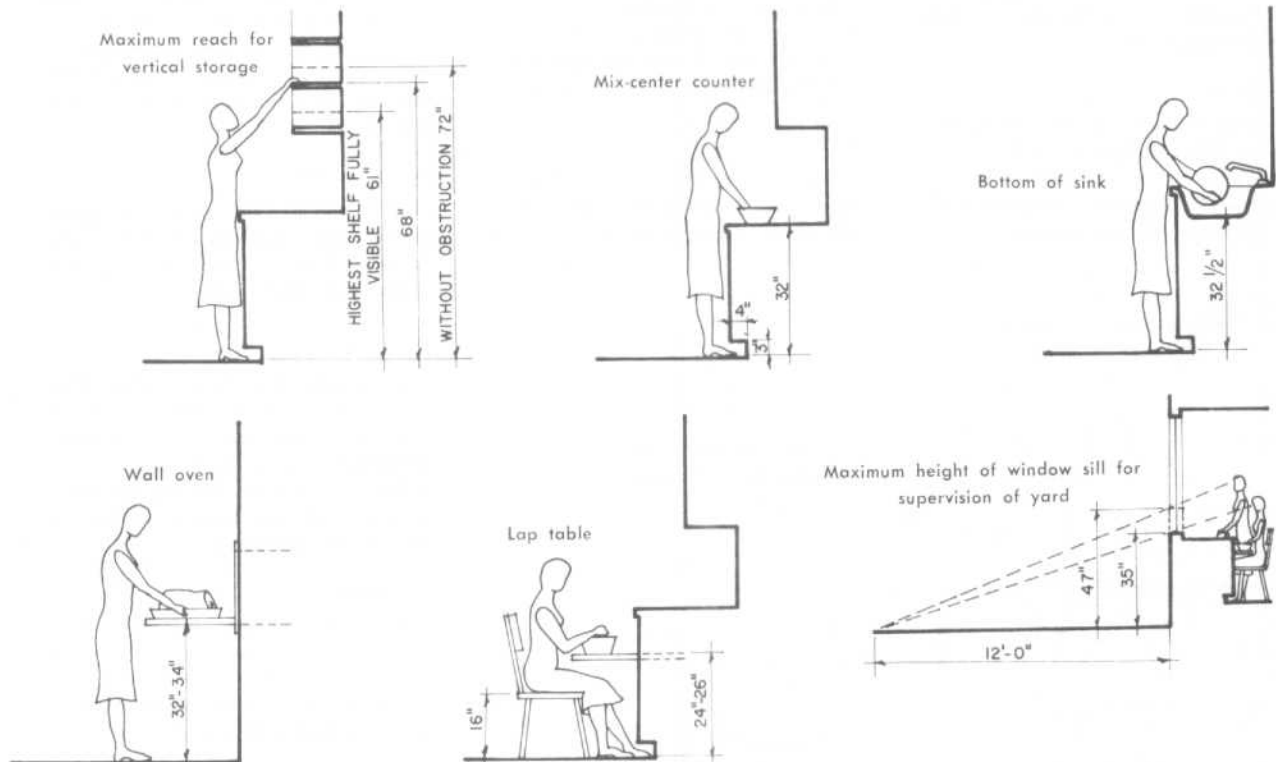 Maximum reach for
vertical storage
HIGHEST SHELF FULLY
VISIBLE 61"
68"
WITHOUT OBSTRUCTION 72"
Mix-center counter
4"
3"
32"
Bottom of sink
32 1/2"
Wall oven
32"-34"
Lap table
16"
24"-26"
Maximum height of window sill for
supervision of yard
47"
35"
12'-0"